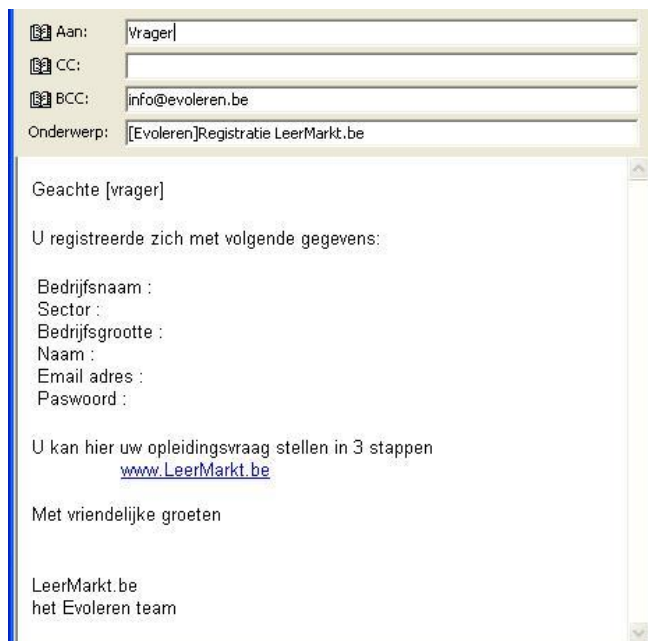 Aan: Vrager
CC:
BCC: info@evoleren.be
Onderwerp: [Evoleren]Registratie LeerMarkt.be
Geachte [vrager]
U registreerde zich met volgende gegevens:
Bedrijfsnaam :
Sector :
Bedrijfsgrootte :
Naam :
Email adres :
Paswoord :
U kan hier uw opleidingsvraag stellen in 3 stappen
www.LeerMarkt.be
Met vriendelijke groeten
LeerMarkt.be
het Evoleren team